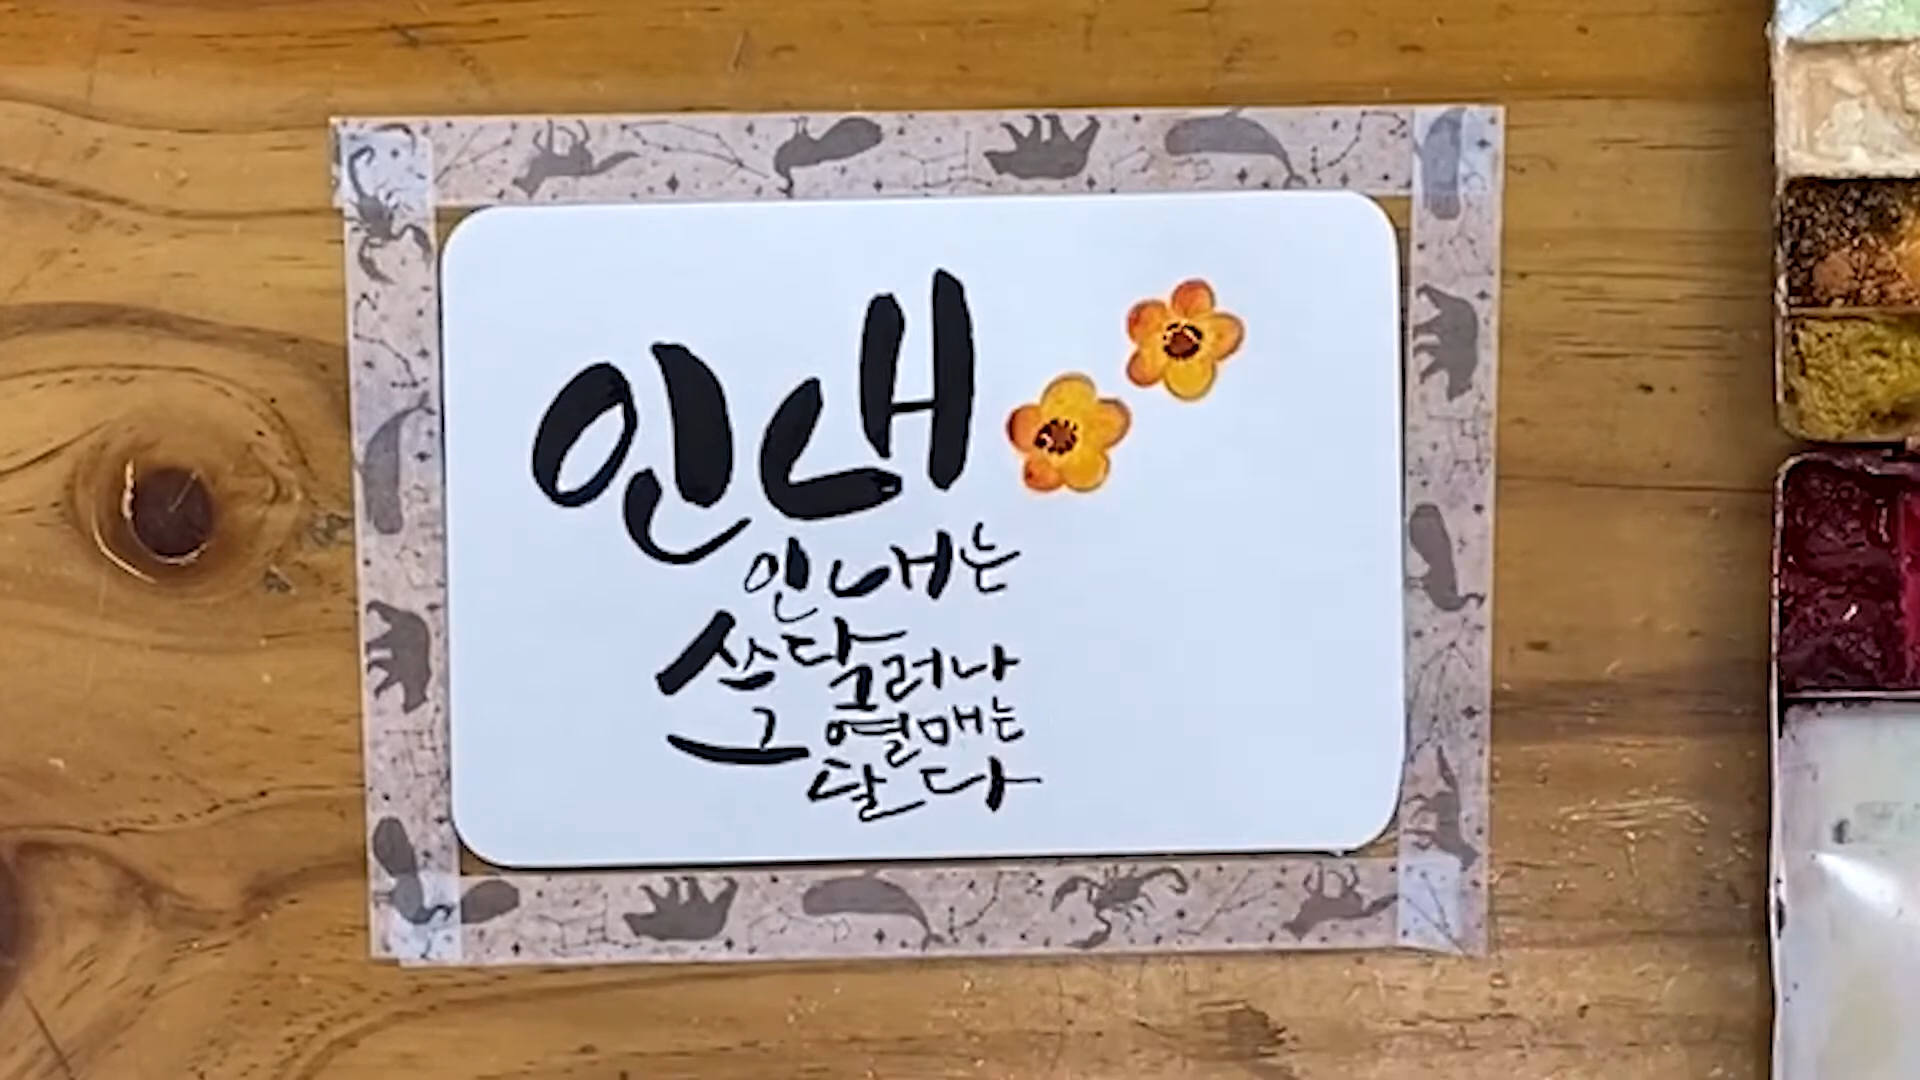 인내
인내는
쓰다 그러나
그 열매는
달다